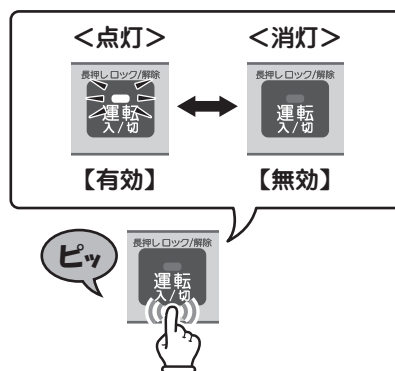 ＜点灯＞ ＜消灯＞
長押しロック/解除 長押しロック/解除
運転 運転
入/切 入/切
【有効】 【無効】
ピッ
長押しロック/解除
運転
入/切